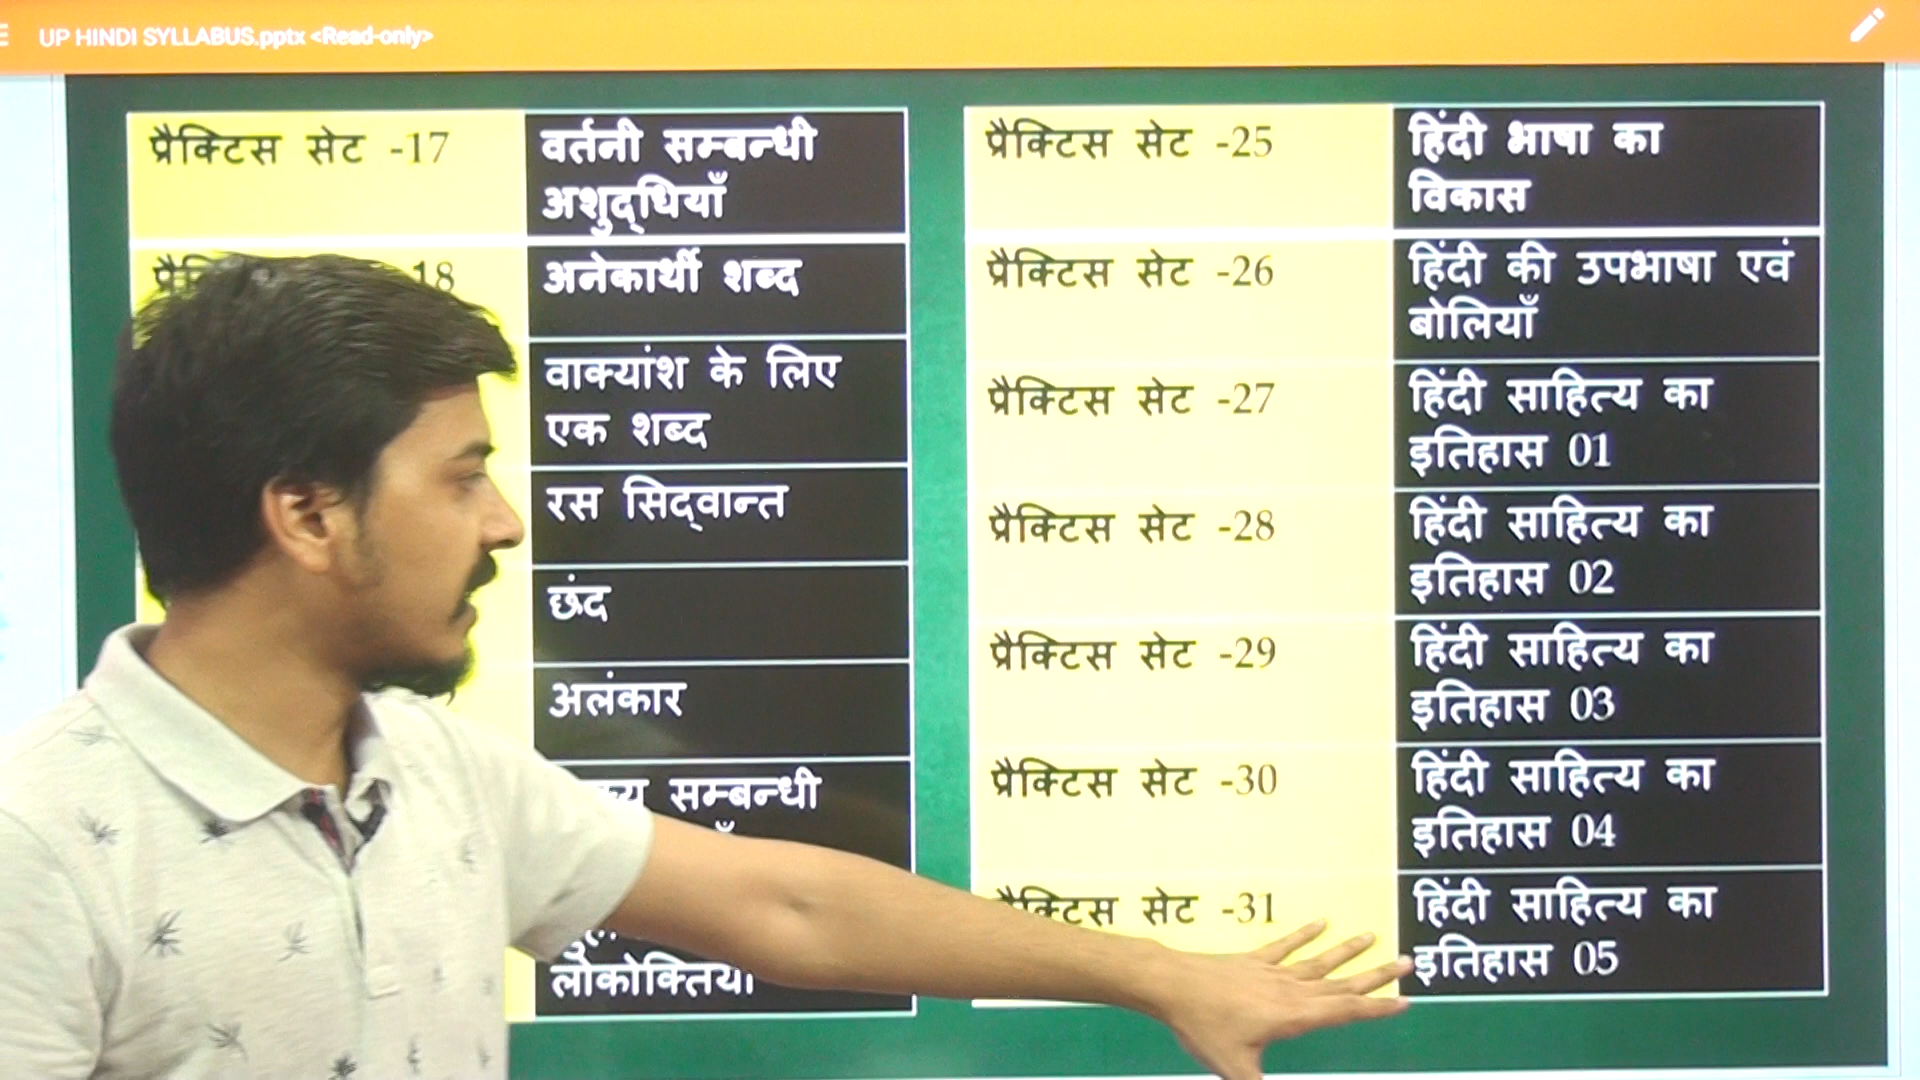 UP HINDI SYLLABUS.pptx <Read-only>
प्रैक्टिस सेट -17
वर्तनी सम्बन्धी
अशुद्धियाँ
18
अनेकार्थी शब्द
वाक्यांश के लिए
एक शब्द
रस सिद्वान्त
छंद
अलंकार
सम्बन्धी
लोकोक्तियाँ
प्रैक्टिस सेट -25
हिंदी भाषा का
विकास
प्रैक्टिस सेट -26
हिंदी की उपभाषा एवं
बोलियाँ
प्रैक्टिस सेट -27
हिंदी साहित्य का
इतिहास 01
प्रैक्टिस सेट -28
हिंदी साहित्य का
इतिहास 02
प्रैक्टिस सेट -29
हिंदी साहित्य का
इतिहास 03
प्रैक्टिस सेट -30
हिंदी साहित्य का
इतिहास 04
प्रैक्टिस सेट -31
हिंदी साहित्य का
इतिहास 05